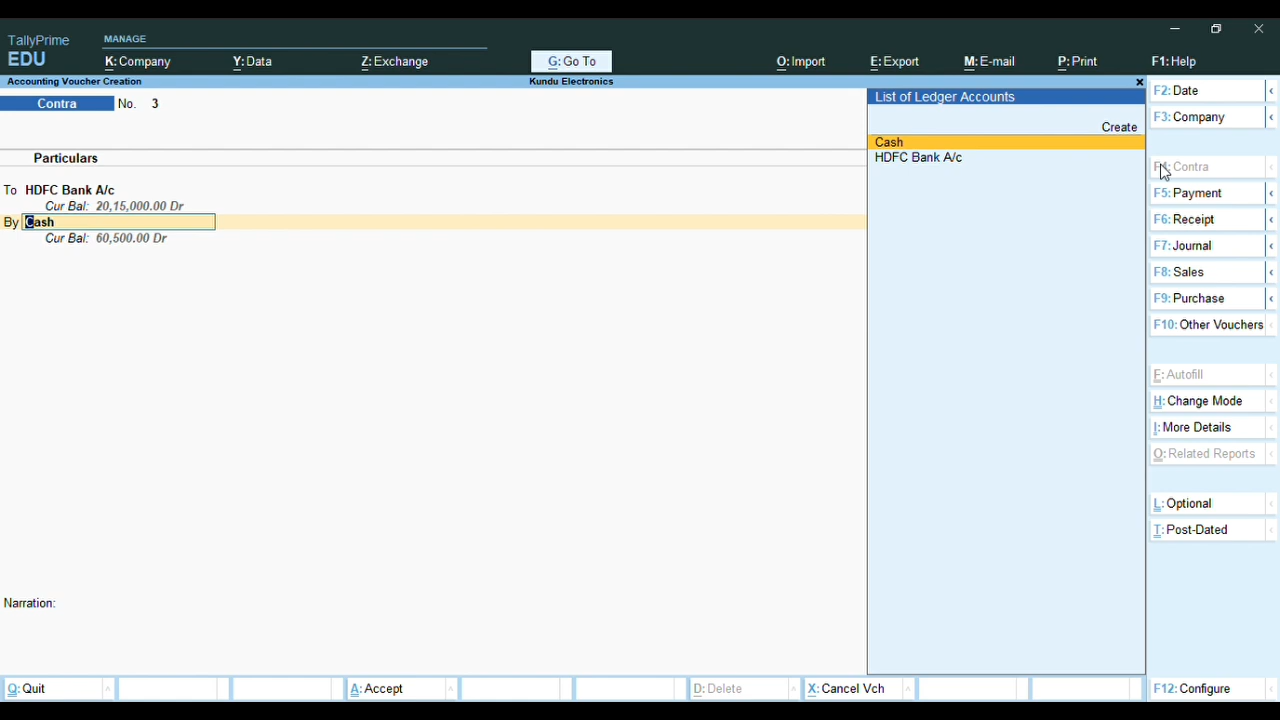 TallyPrime
EDU
MANAGE
K: Company
Y: Data
Z: Exchange
G: Go To
O: Import
E: Export
M: E-mail
P: Print
F1: Help
Accounting Voucher Creation
Kundu Electronics
Contra No. 3
Particulars
To HDFC Bank A/c
Cur Bal: 20,15,000.00 Dr
By Cash
Cur Bal: 60,500.00 Dr
Narration:
List of Ledger Accounts
Create
Cash
HDFC Bank A/c
F2: Date
F3: Company
F4: Contra
F5: Payment
F6: Receipt
F7: Journal
F8: Sales
F9: Purchase
F10: Other Vouchers
F: Autofill
H: Change Mode
I: More Details
O: Related Reports
L: Optional
T: Post-Dated
Q: Quit
A: Accept
D: Delete
X: Cancel Vch
F12: Configure